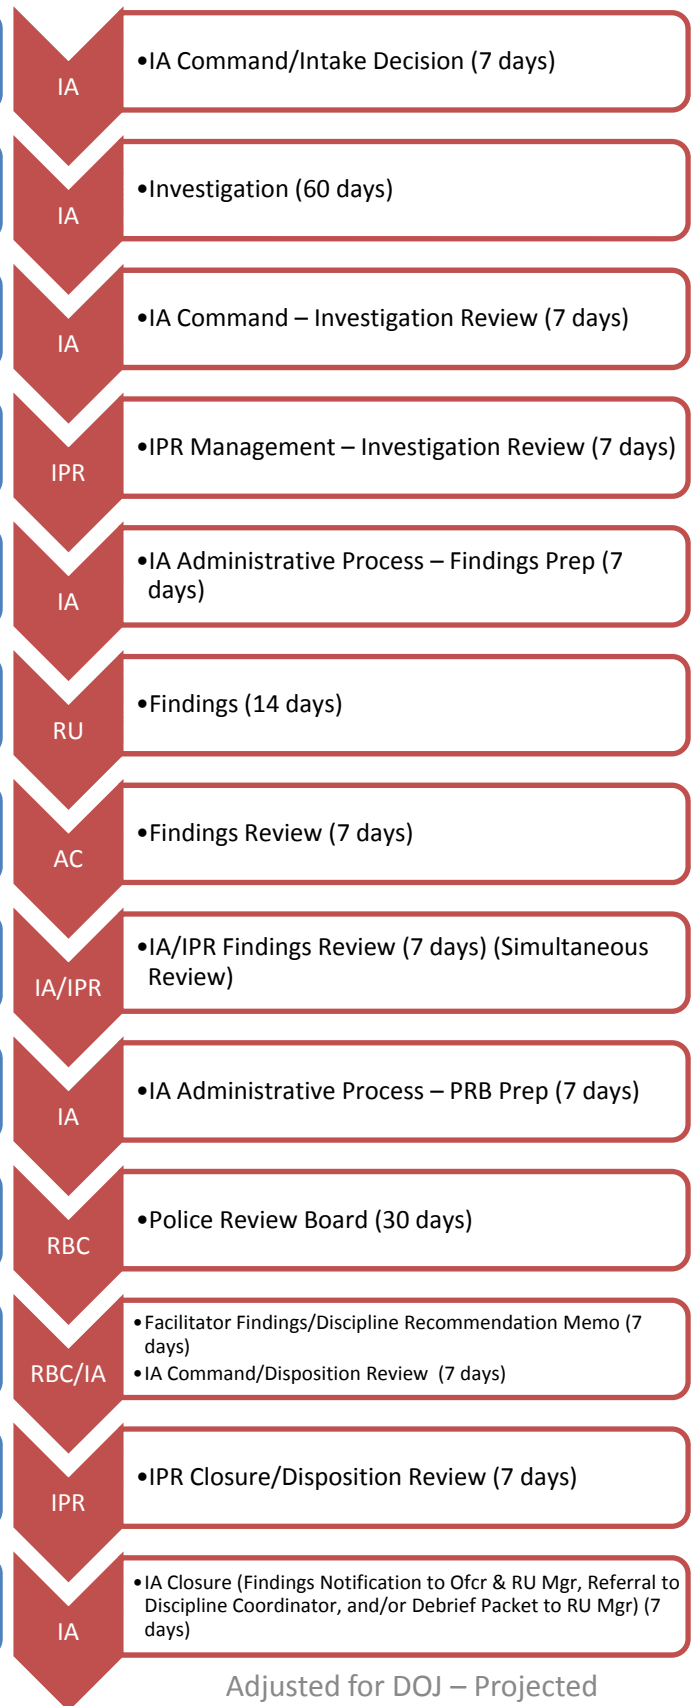 IA
•IA Command/Intake Decision (7 days)
IA
•Investigation (60 days)
IA
•IA Command – Investigation Review (7 days)
IPR
•IPR Management – Investigation Review (7 days)
IA
•IA Administrative Process – Findings Prep (7
days)
RU
•Findings (14 days)
AC
•Findings Review (7 days)
IA/IPR
•IA/IPR Findings Review (7 days) (Simultaneous
Review)
IA
•IA Administrative Process – PRB Prep (7 days)
RBC
•Police Review Board (30 days)
RBC/IA
•Facilitator Findings/Discipline Recommendation Memo (7
days)
•IA Command/Disposition Review (7 days)
IPR
•IPR Closure/Disposition Review (7 days)
IA
•IA Closure (Findings Notification to Ofcr & RU Mgr, Referral to
Discipline Coordinator, and/or Debrief Packet to RU Mgr) (7
days)
Adjusted for DOJ – Projected